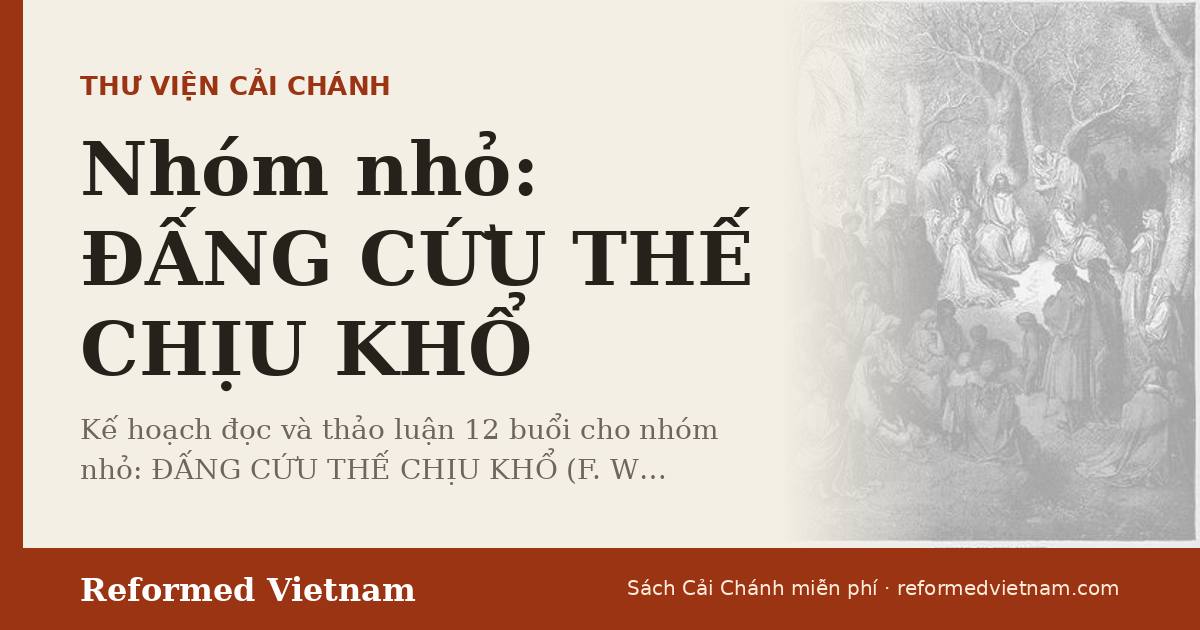 THƯ VIỆN CẢI CHÁNH
Nhóm nhỏ:
ĐẤNG CỨU THẾ
CHỊU KHỔ
Kế hoạch đọc và thảo luận 12 buổi cho nhóm
nhỏ: ĐẤNG CỨU THẾ CHỊU KHỔ (F. W...
Reformed Vietnam
Sách Cải Chánh miễn phí · reformedvietnam.com